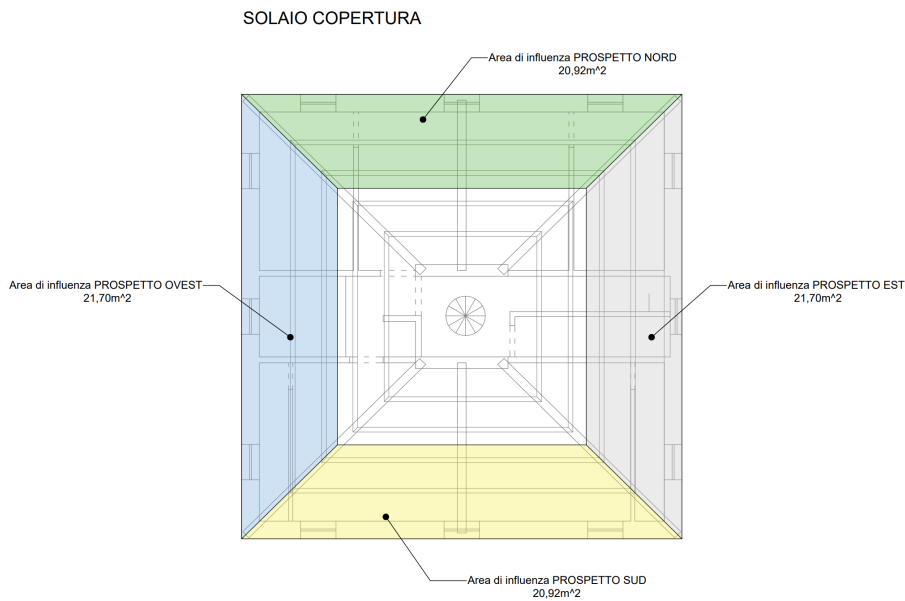 SOLAIO COPERTURA
Area di influenza PROSPETTO NORD
20,92m^2
Area di influenza PROSPETTO OVEST
21,70m^2
Area di influenza PROSPETTO EST
21,70m^2
Area di influenza PROSPETTO SUD
20,92m^2